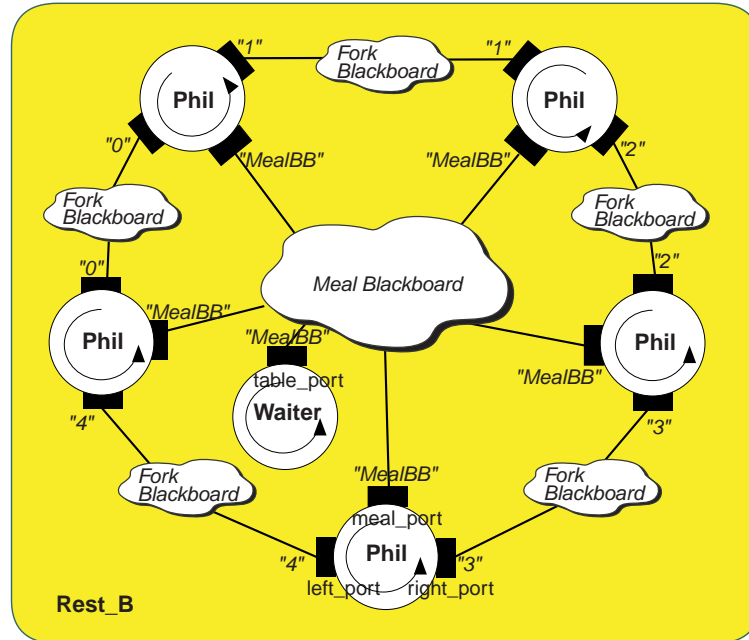 "1"
Fork
Blackboard
"1"
Phil
Phil
"0"
"MealBB"
"MealBB"
"2"
Fork
Blackboard
Fork
Blackboard
"0"
"2"
Meal Blackboard
"MealBB"
Phil
"MealBB"
Phil
"MealBB"
table_port
Waiter
"4"
"3"
Fork
Blackboard
Fork
Blackboard
"MealBB"
meal_port
Phil
"4"
"3"
left_port
right_port
Rest_B